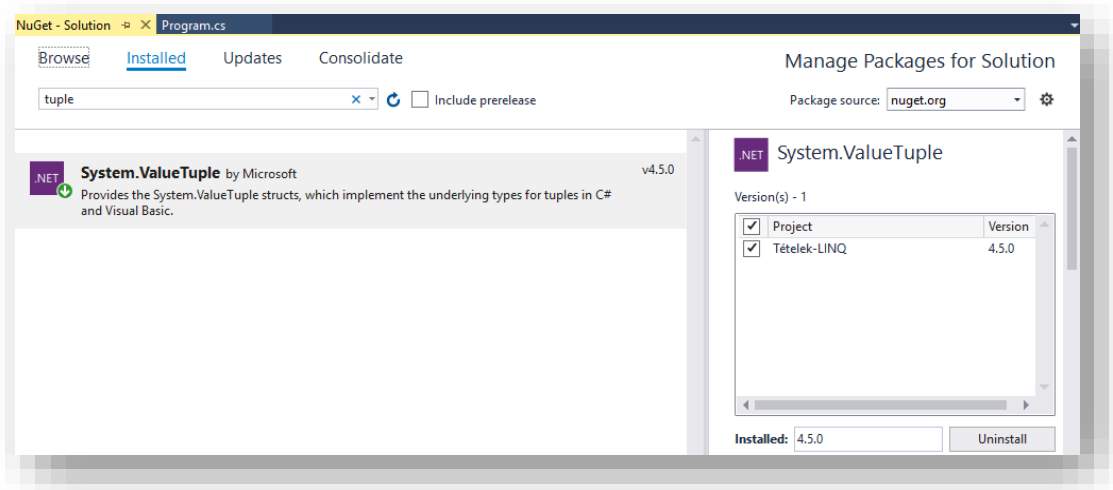 NuGet - Solution
Program.cs
Browse
Installed
Updates
Consolidate
Manage Packages for Solution
tuple
Include prerelease
Package source: nuget.org
.NET
System.ValueTuple by Microsoft
v4.5.0
Provides the System.ValueTuple structs, which implement the underlying types for tuples in C#
and Visual Basic.
.NET
System.ValueTuple
Version(s) - 1
Project
Version
Tételek-LINQ
4.5.0
Installed: 4.5.0
Uninstall